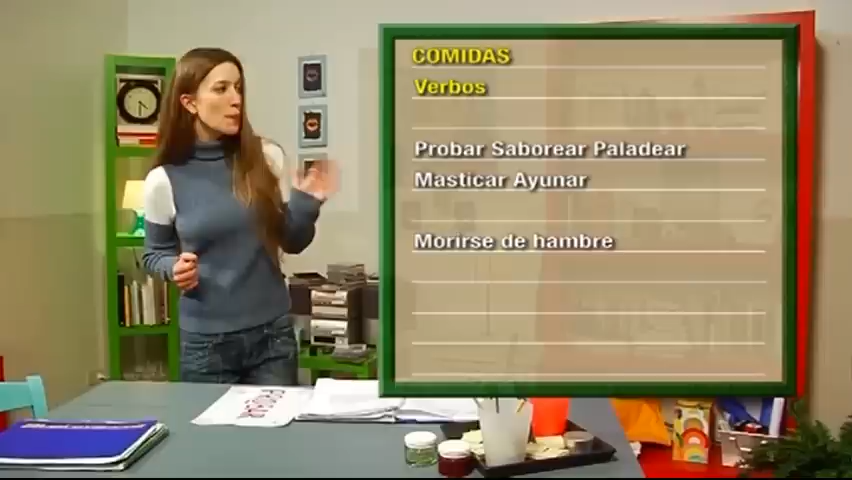 COMIDAS
Verbos
Probar Saborear Paladear
Masticar Ayunar
Morirse de hambre